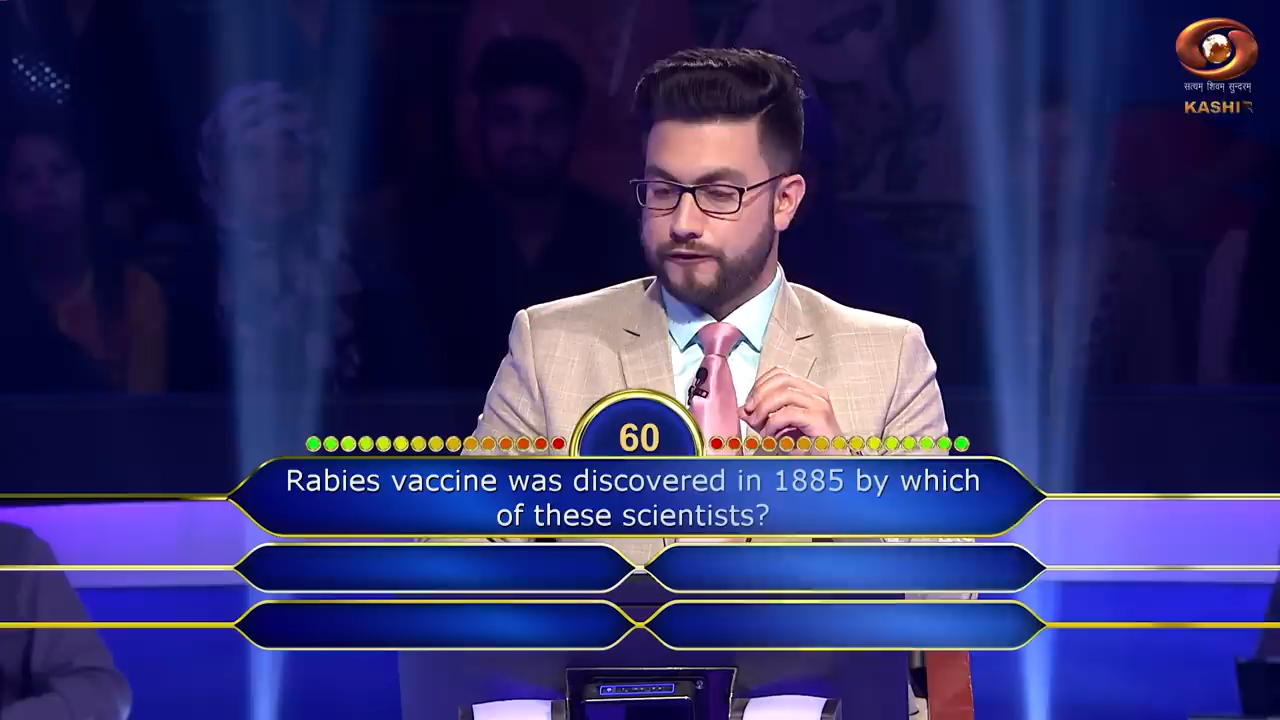 सत्यम् शिवम् सुन्दरम्
KASHIR
60
Rabies vaccine was discovered in 1885 by which
of these scientists?